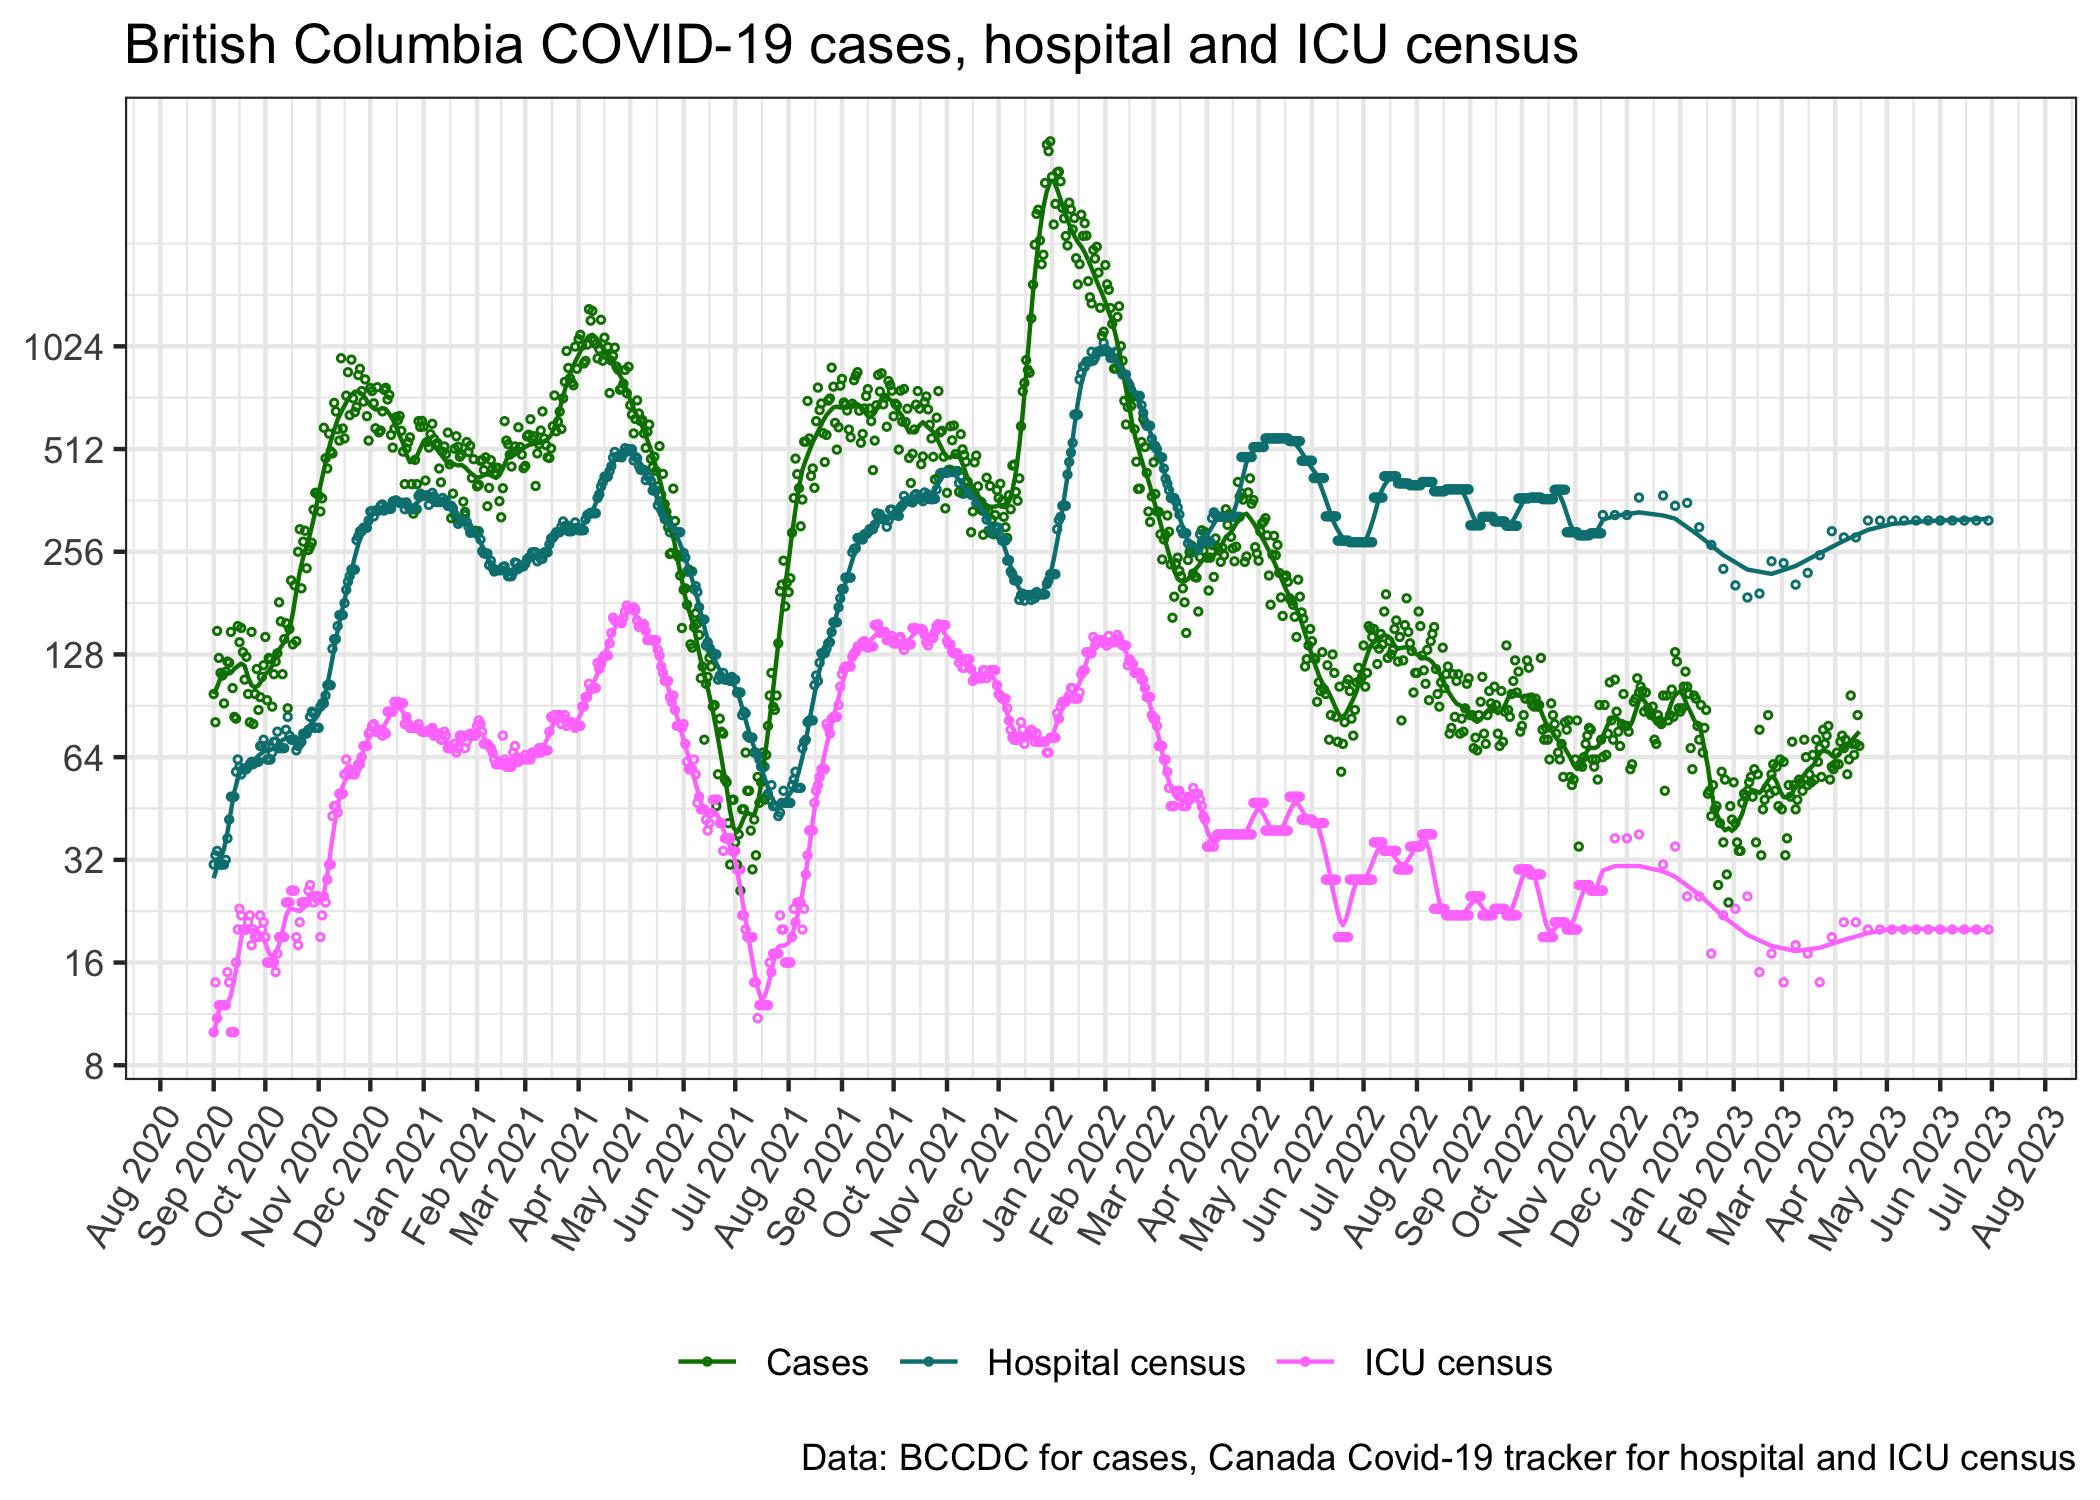 British Columbia COVID-19 cases, hospital and ICU census
1024
512
256
128
64
32
16
8
Aug 2020
Sep 2020
Oct 2020
Nov 2020
Dec 2020
Jan 2021
Feb 2021
Mar 2021
Apr 2021
May 2021
Jun 2021
Jul 2021
Aug 2021
Sep 2021
Oct 2021
Nov 2021
Dec 2021
Jan 2022
Feb 2022
Mar 2022
Apr 2022
May 2022
Jun 2022
Jul 2022
Aug 2022
Sep 2022
Oct 2022
Nov 2022
Dec 2022
Jan 2023
Feb 2023
Mar 2023
Apr 2023
May 2023
Jun 2023
Jul 2023
Aug 2023
Cases Hospital census ICU census
Data: BCCDC for cases, Canada Covid-19 tracker for hospital and ICU census